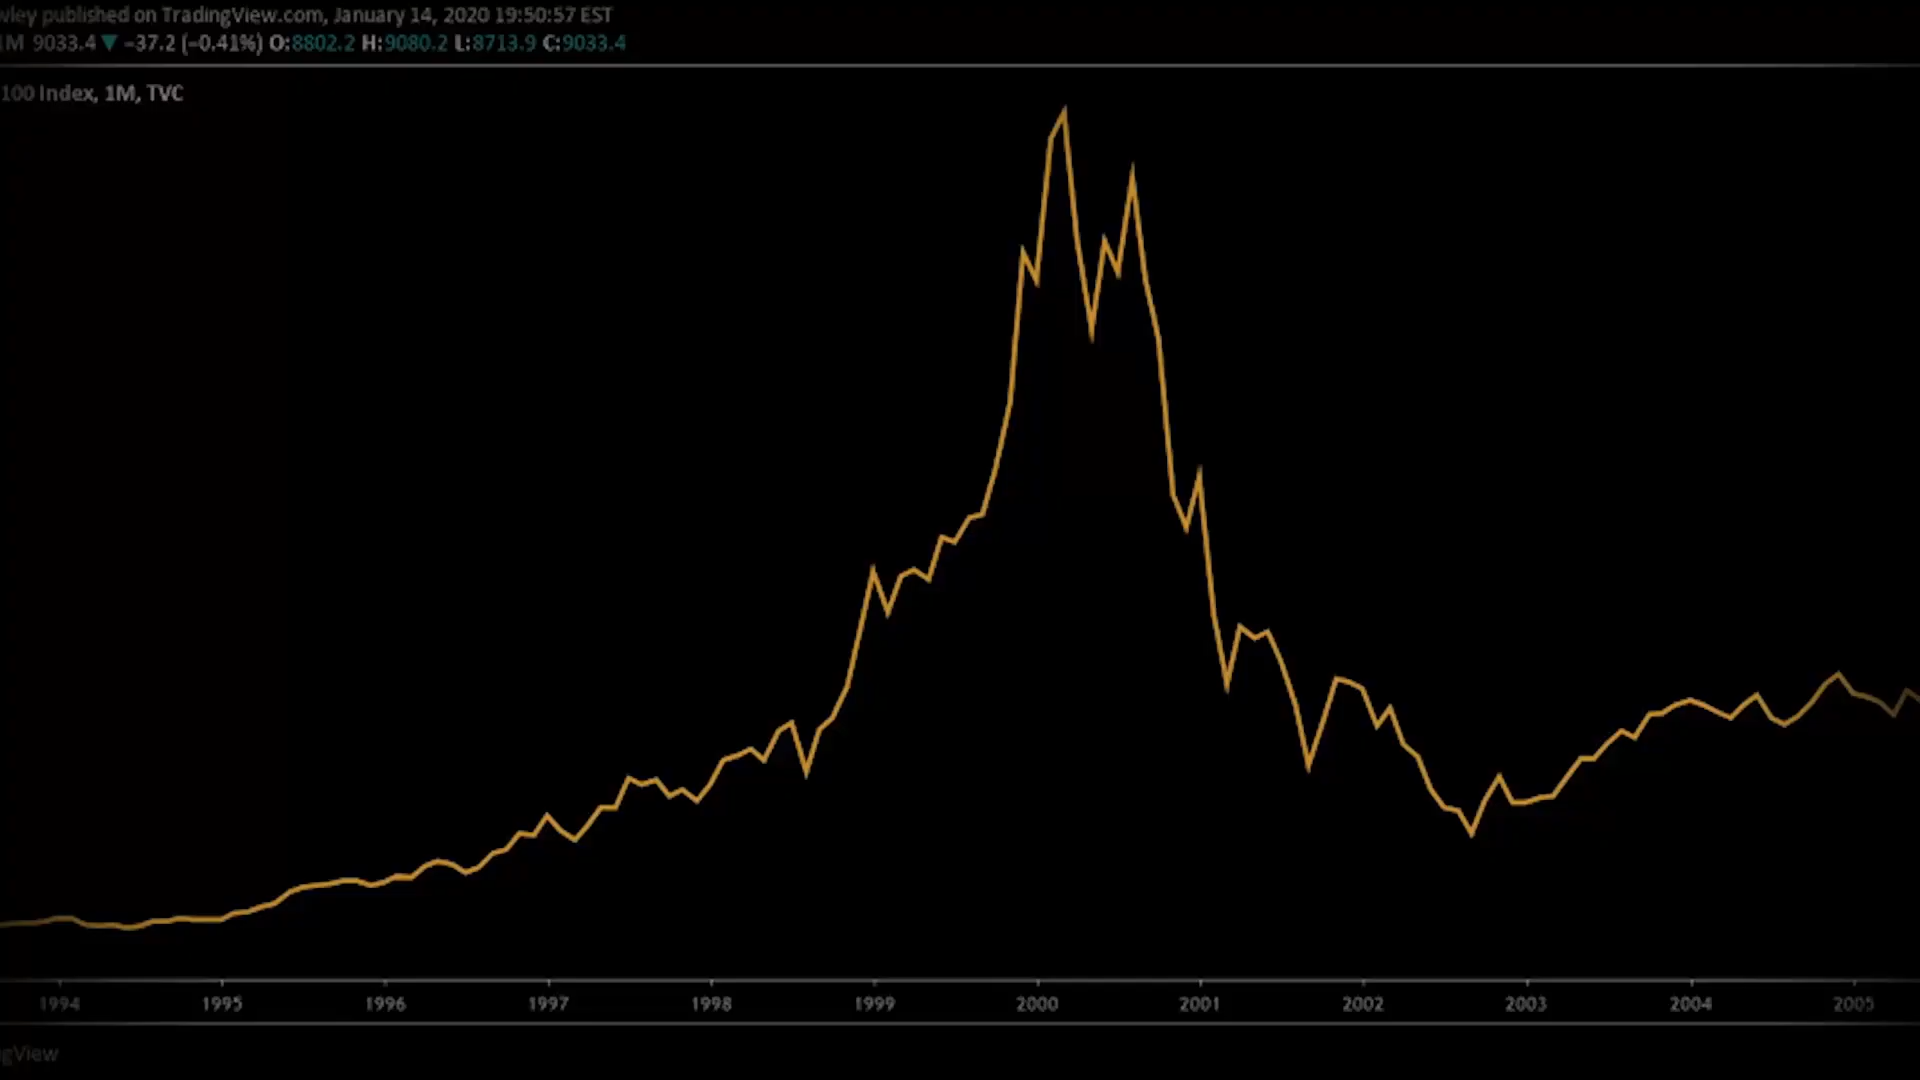 wley published on TradingView.com, January 14, 2020 19:50:57 EST
1M 9033.4 ▼ −37.2 (−0.41%) O:8802.2 H:9080.2 L:8713.9 C:9033.4
100 Index, 1M, TVC
1994 1995 1996 1997 1998 1999 2000 2001 2002 2003 2004 2005
gView